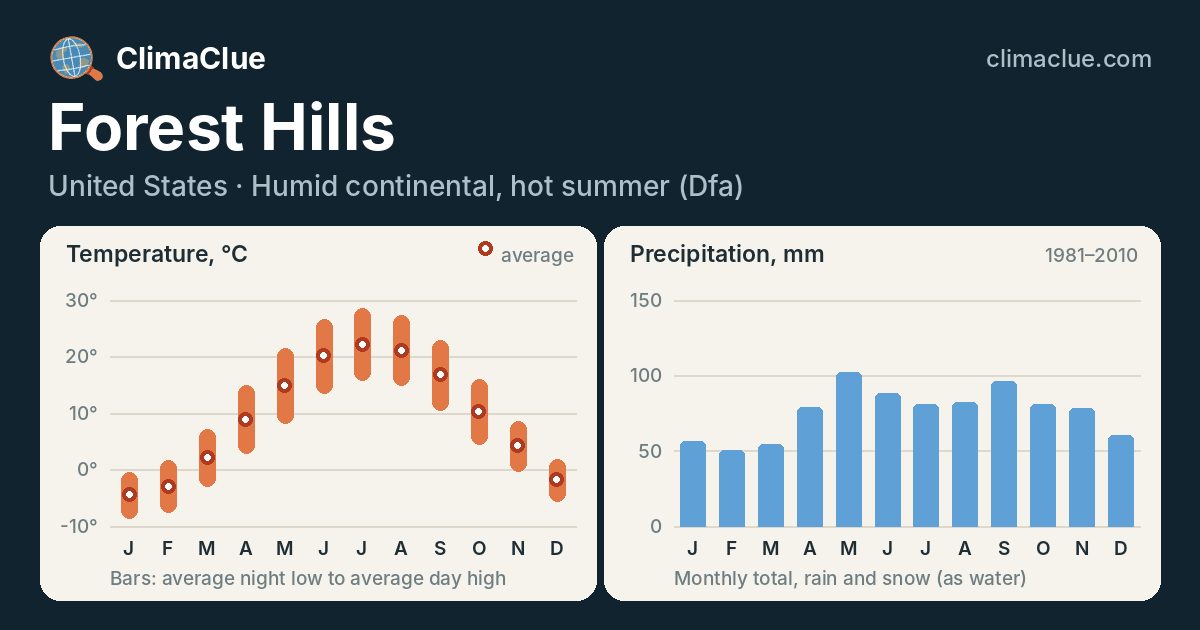 ClimaClue
climaclue.com
Forest Hills
United States · Humid continental, hot summer (Dfa)
Temperature, °C
average
30°
20°
10°
0°
-10°
J F M A M J J A S O N D
Bars: average night low to average day high
Precipitation, mm
1981–2010
150
100
50
0
J F M A M J J A S O N D
Monthly total, rain and snow (as water)